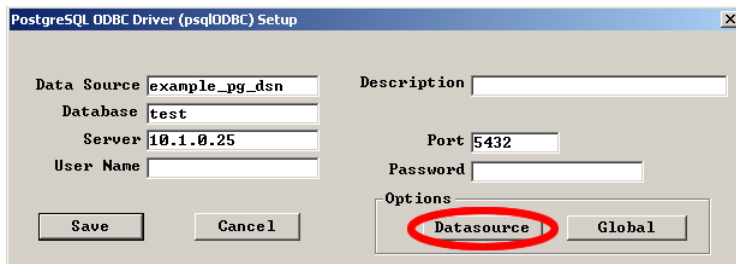 PostgreSQL ODBC Driver (psqlODBC) Setup
Data Source example_pg_dsn
Description
Database test
Server 10.1.0.25
Port 5432
User Name
Password
Options
Save
Cancel
Datasource
Global